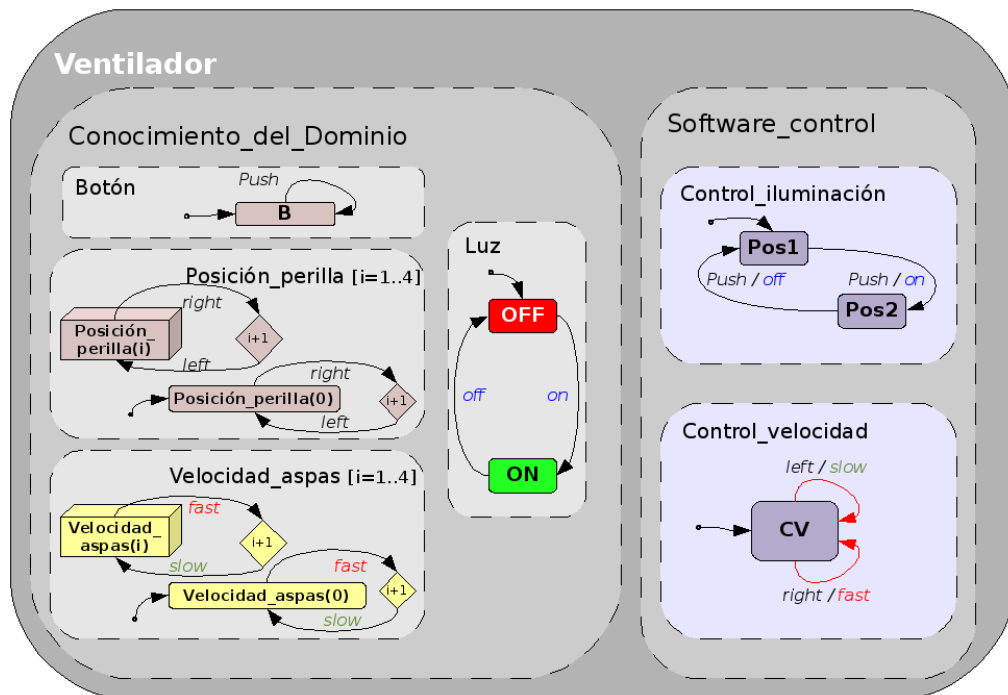 Ventilador
Conocimiento_del_Dominio
Botón
Push
B
Posición_perilla [i=1..4]
right
Posición_
perilla(i)
i+1
left
right
Posición_perilla(0)
i+1
left
Velocidad_aspas [i=1..4]
fast
Velocidad_
aspas(i)
i+1
slow
fast
Velocidad_aspas(0)
i+1
slow
Luz
OFF
off
on
ON
Software_control
Control_iluminación
Pos1
Push / off
Push / on
Pos2
Control_velocidad
left / slow
CV
right / fast